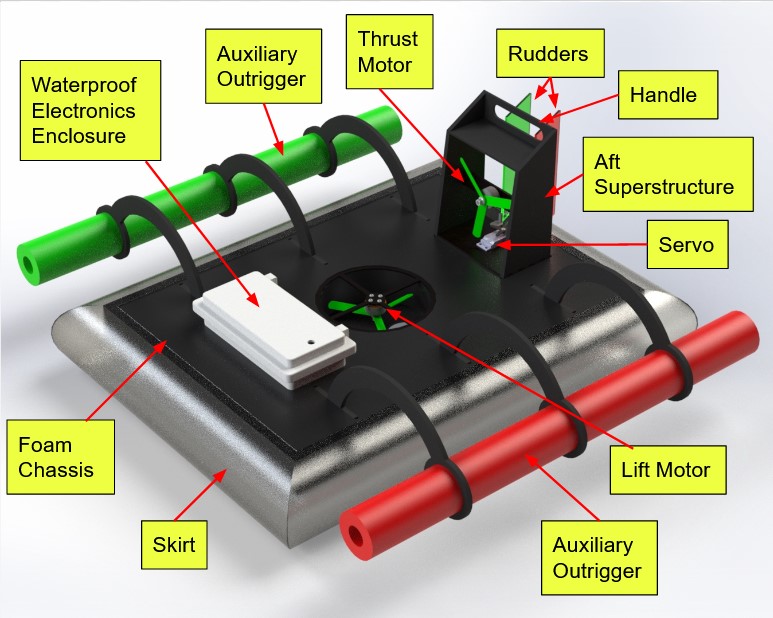 Waterproof
Electronics
Enclosure
Auxiliary
Outrigger
Thrust
Motor
Rudders
Handle
Aft
Superstructure
Servo
Foam
Chassis
Skirt
Lift Motor
Auxiliary
Outrigger